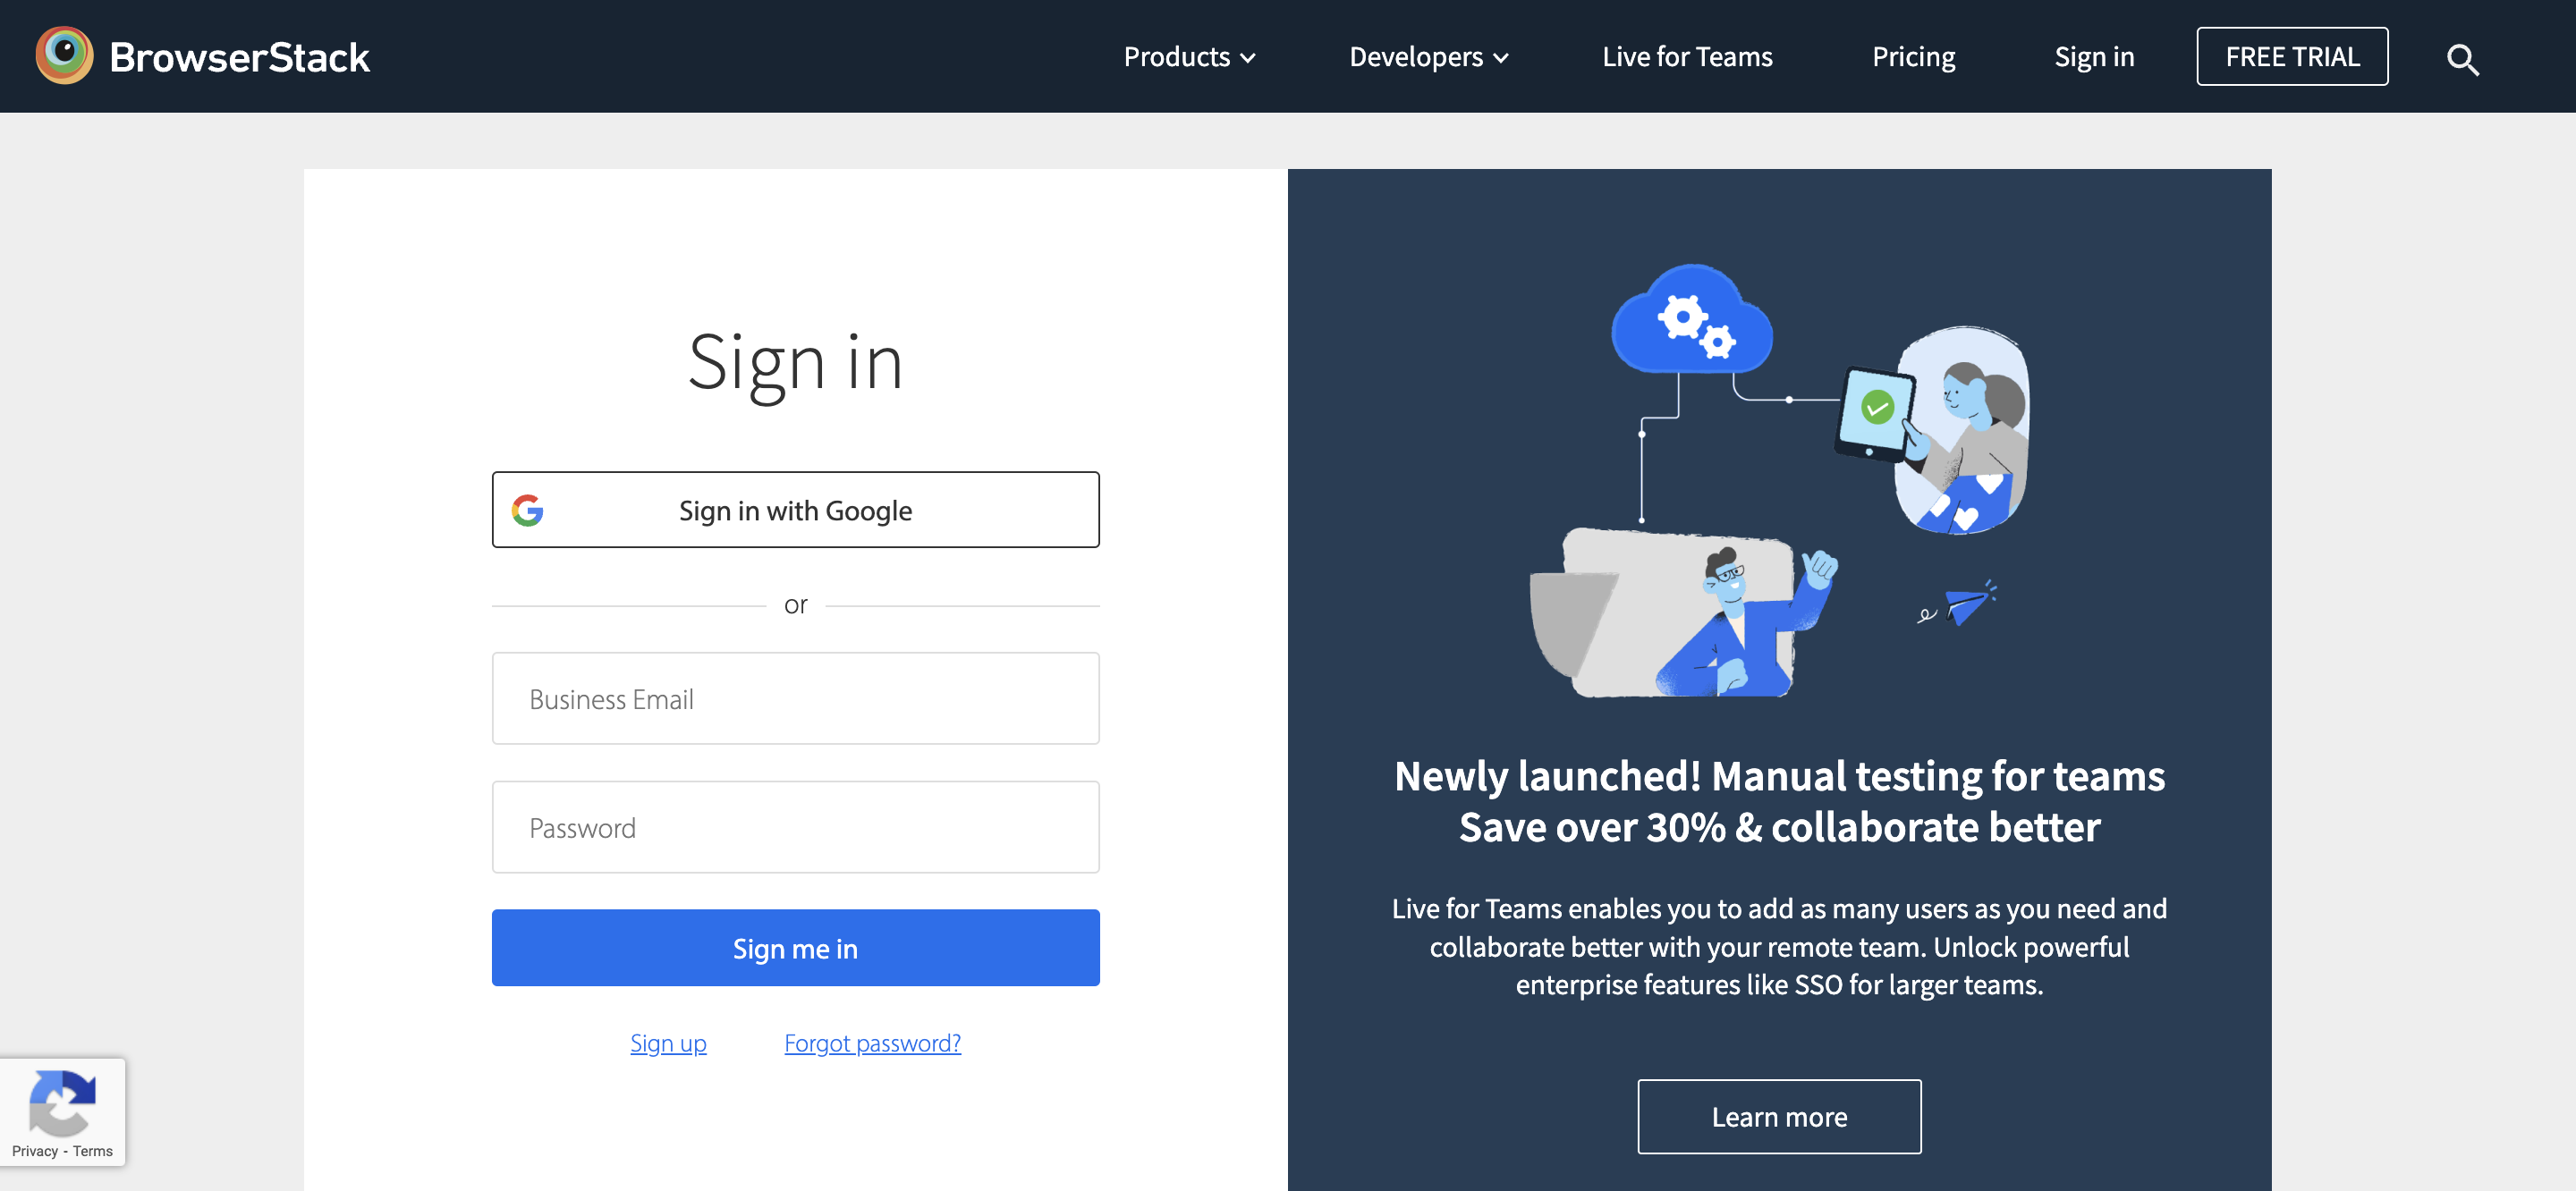 BrowserStack
Products
Developers
Live for Teams
Pricing
Sign in
FREE TRIAL
Sign in
Sign in with Google
or
Business Email
Password
Sign me in
Sign up
Forgot password?
Newly launched! Manual testing for teams
Save over 30% & collaborate better
Live for Teams enables you to add as many users as you need and
collaborate better with your remote team. Unlock powerful
enterprise features like SSO for larger teams.
Learn more
Privacy - Terms